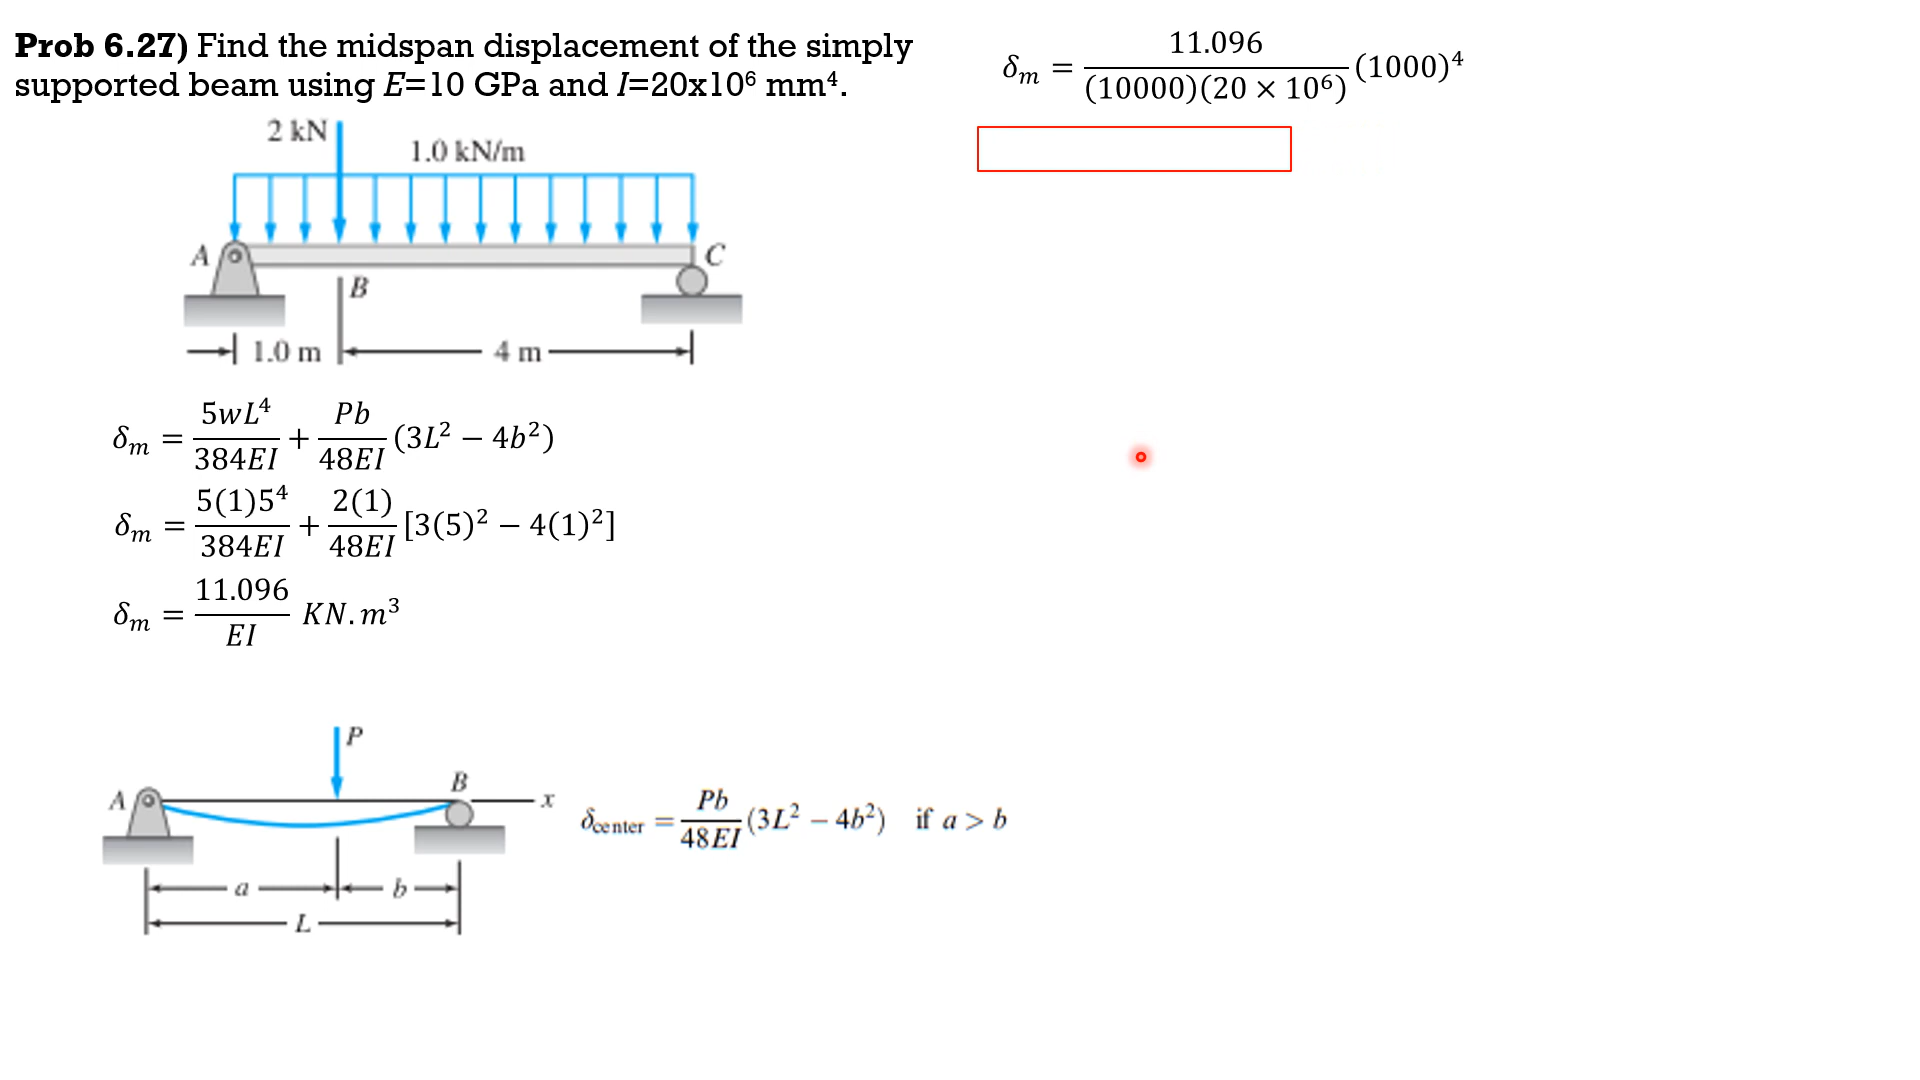 Prob 6.27) Find the midspan displacement of the simply
supported beam using E=10 GPa and I=20x10⁶ mm⁴.
2 kN
1.0 kN/m
A
C
B
1.0 m
4 m
δₘ = 5wL⁴/384EI + Pb/48EI (3L² − 4b²)
δₘ = 5(1)5⁴/384EI + 2(1)/48EI [3(5)² − 4(1)²]
δₘ = 11.096/EI KN.m³
P
A
B
x
a
b
L
δcenter = Pb/48EI (3L² − 4b²) if a > b
δₘ = 11.096/(10000)(20 × 10⁶) (1000)⁴